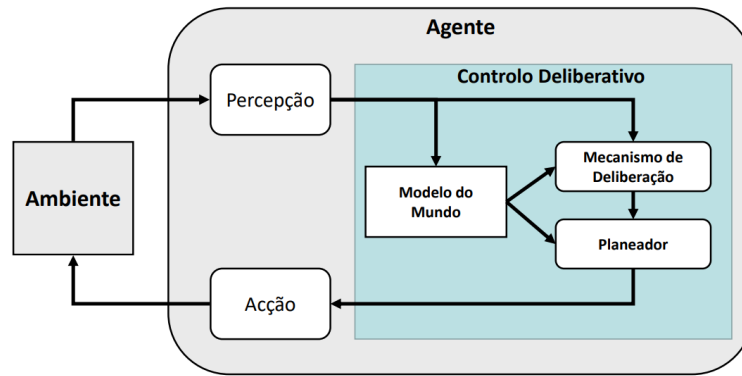 Agente
Controlo Deliberativo
Percepção
Mecanismo de
Deliberação
Ambiente
Modelo do
Mundo
Planeador
Acção